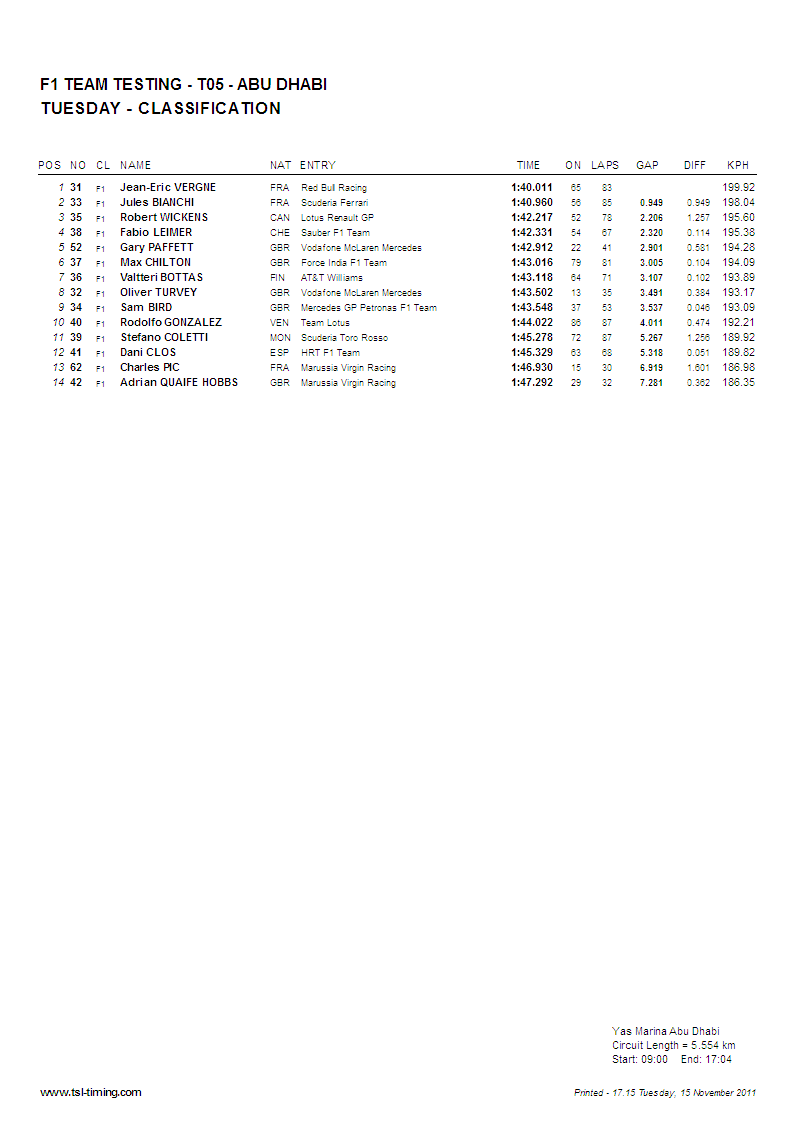 F1 TEAM TESTING - T05 - ABU DHABI
TUESDAY - CLASSIFICATION
POS NO CL NAME NAT ENTRY TIME ON LAPS GAP DIFF KPH
1 31 F1 Jean-Eric VERGNE FRA Red Bull Racing 1:40.011 65 83 199.92
2 33 F1 Jules BIANCHI FRA Scuderia Ferrari 1:40.960 56 85 0.949 0.949 198.04
3 35 F1 Robert WICKENS CAN Lotus Renault GP 1:42.217 52 78 2.206 1.257 195.60
4 38 F1 Fabio LEIMER CHE Sauber F1 Team 1:42.331 54 67 2.320 0.114 195.38
5 52 F1 Gary PAFFETT GBR Vodafone McLaren Mercedes 1:42.912 22 41 2.901 0.581 194.28
6 37 F1 Max CHILTON GBR Force India F1 Team 1:43.016 79 81 3.005 0.104 194.09
7 36 F1 Valtteri BOTTAS FIN AT&T Williams 1:43.118 64 71 3.107 0.102 193.89
8 32 F1 Oliver TURVEY GBR Vodafone McLaren Mercedes 1:43.502 13 35 3.491 0.384 193.17
9 34 F1 Sam BIRD GBR Mercedes GP Petronas F1 Team 1:43.548 37 53 3.537 0.046 193.09
10 40 F1 Rodolfo GONZALEZ VEN Team Lotus 1:44.022 86 87 4.011 0.474 192.21
11 39 F1 Stefano COLETTI MON Scuderia Toro Rosso 1:45.278 72 87 5.267 1.256 189.92
12 41 F1 Dani CLOS ESP HRT F1 Team 1:45.329 63 68 5.318 0.051 189.82
13 62 F1 Charles PIC FRA Marussia Virgin Racing 1:46.930 15 30 6.919 1.601 186.98
14 42 F1 Adrian QUAIFE HOBBS GBR Marussia Virgin Racing 1:47.292 29 32 7.281 0.362 186.35
Yas Marina Abu Dhabi
Circuit Length = 5.554 km
Start: 09:00 End: 17:04
www.tsl-timing.com Printed - 17.15 Tuesday, 15 November 2011